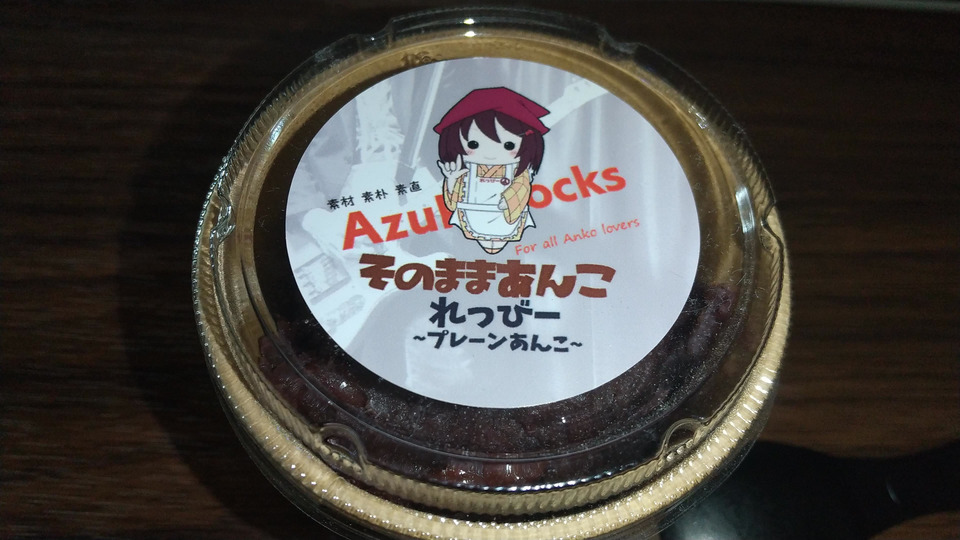 素材 素朴 素直
Azu ocks
For all Anko lovers
そのままあんこ
れっびー
~プレーンあんこ~